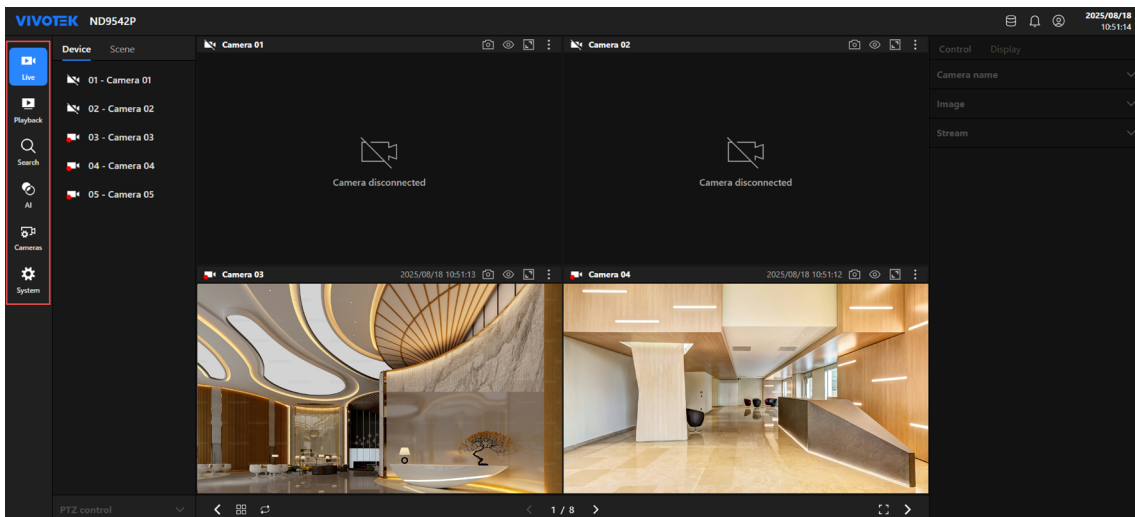 VIVOTEK ND9542P
2025/08/18
10:51:14
Live
Playback
Search
AI
Cameras
System
Device Scene
01 - Camera 01
02 - Camera 02
03 - Camera 03
04 - Camera 04
05 - Camera 05
PTZ control
Camera 01
Camera disconnected
Camera 02
Camera disconnected
Camera 03 2025/08/18 10:51:13
Camera 04 2025/08/18 10:51:12
1 / 8
Control Display
Camera name
Image
Stream